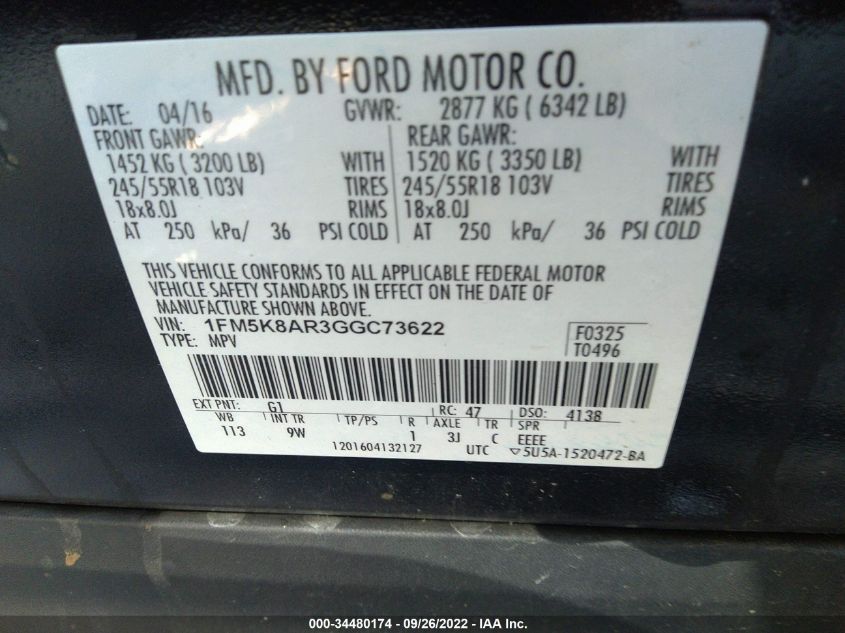 MFD. BY FORD MOTOR CO.
DATE: 04/16 GVWR: 2877 KG ( 6342 LB)
FRONT GAWR: REAR GAWR:
1452 KG ( 3200 LB) WITH 1520 KG ( 3350 LB) WITH
245/55R18 103V TIRES 245/55R18 103V TIRES
18x8.0J RIMS 18x8.0J RIMS
AT 250 kPa/ 36 PSI COLD AT 250 kPa/ 36 PSI COLD
THIS VEHICLE CONFORMS TO ALL APPLICABLE FEDERAL MOTOR
VEHICLE SAFETY STANDARDS IN EFFECT ON THE DATE OF
MANUFACTURE SHOWN ABOVE.
VIN: 1FM5K8AR3GGC73622 F0325
TYPE: MPV T0496
EXT PNT: G1 RC: 47 DSO: 4138
WB INT TR TP/PS R AXLE TR SPR
113 9W 1 3J C EEEE
1201604132127 UTC ▽5U5A-1520472-BA
000-34480174 - 09/26/2022 - IAA Inc.